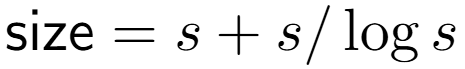 size = s + s/ log s